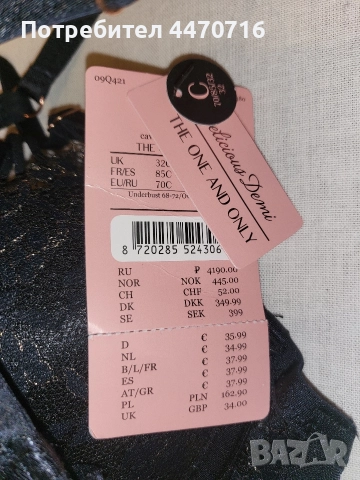 Потребител 4470716
09Q421
THE
UK 32C
FR/ES 85C
EU/RU 70C
Underbust 68-72/
32
C
Delicious Demi
THE ONE AND ONLY
8 720285 524306
RU ₽ 4190.00
NOR NOK 445.00
CH CHF 52.00
DK DKK 349.99
SE SEK 399
D € 35.99
NL € 34.99
B/L/FR € 37.99
ES € 37.99
AT/GR € 37.99
PL PLN 162.90
UK GBP 34.00
BAZAR